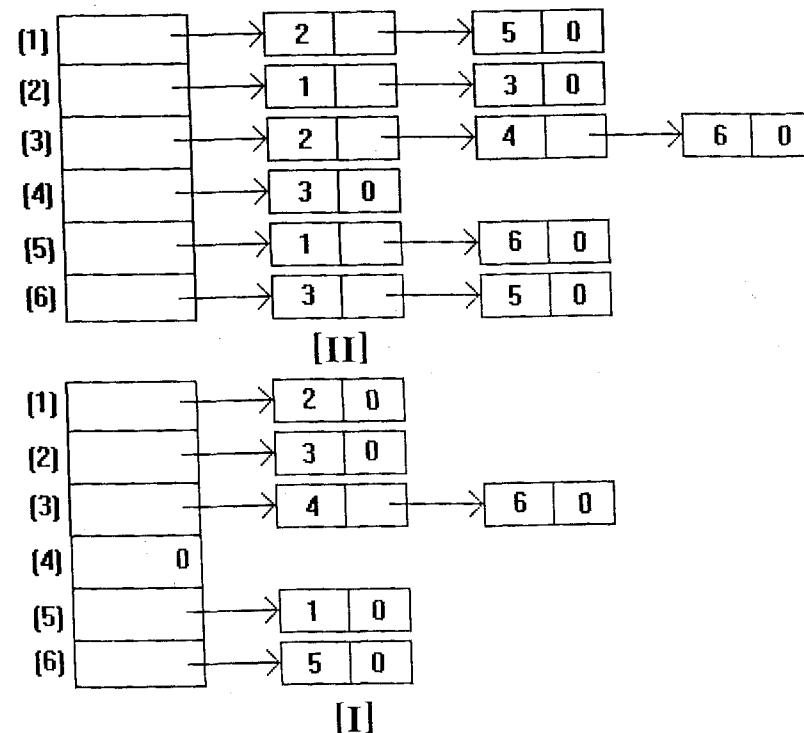 (1) 2 5 0
(2) 1 3 0
(3) 2 4 6 0
(4) 3 0
(5) 1 6 0
(6) 3 5 0
[II]
(1) 2 0
(2) 3 0
(3) 4 6 0
(4) 0
(5) 1 0
(6) 5 0
[I]